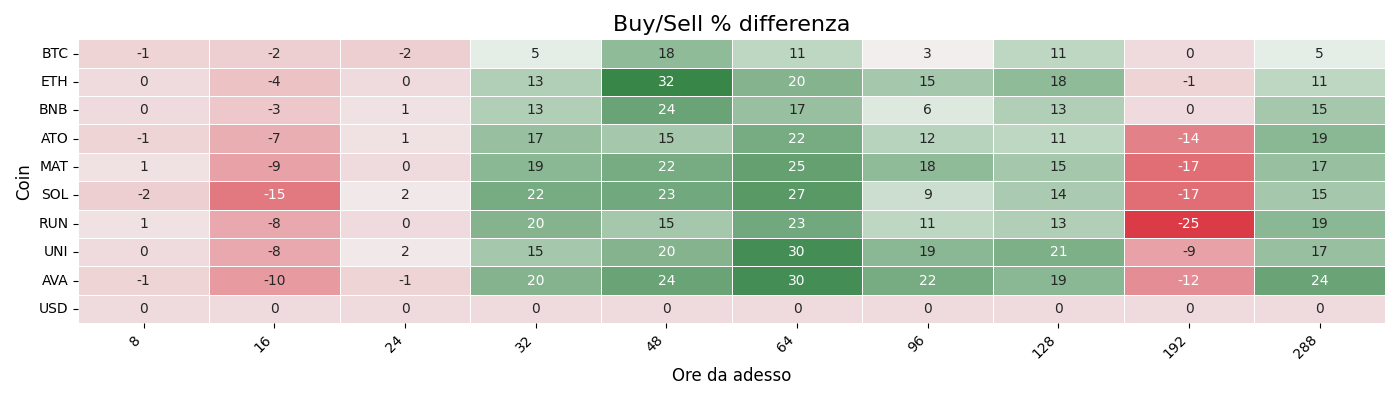 Buy/Sell % differenza
Coin
BTC -1 -2 -2 5 18 11 3 11 0 5
ETH 0 -4 0 13 32 20 15 18 -1 11
BNB 0 -3 1 13 24 17 6 13 0 15
ATO -1 -7 1 17 15 22 12 11 -14 19
MAT 1 -9 0 19 22 25 18 15 -17 17
SOL -2 -15 2 22 23 27 9 14 -17 15
RUN 1 -8 0 20 15 23 11 13 -25 19
UNI 0 -8 2 15 20 30 19 21 -9 17
AVA -1 -10 -1 20 24 30 22 19 -12 24
USD 0 0 0 0 0 0 0 0 0 0
8 16 24 32 48 64 96 128 192 288
Ore da adesso